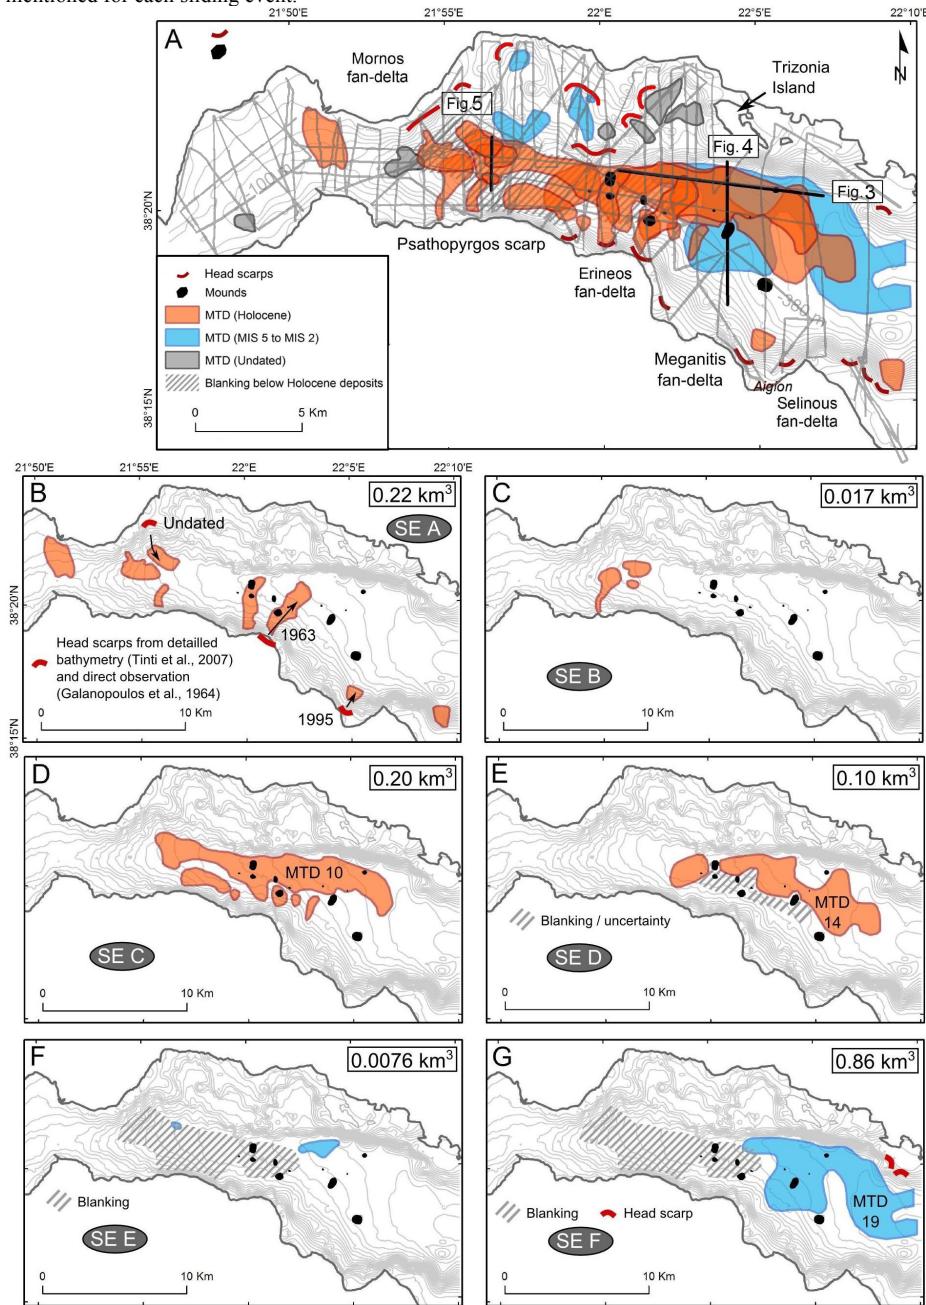 mentioned for each sliding event.
21°50'E
21°55'E
22°E
22°5'E
22°10'E
A
Mornos
fan-delta
Fig. 5
Trizonia
Island
N
Fig. 4
Fig. 3
-100 m
38°20'N
Psathopyrgos scarp
Erineos
fan-delta
-380 m
Head scarps
Mounds
MTD (Holocene)
MTD (MIS 5 to MIS 2)
MTD (Undated)
Blanking below Holocene deposits
0 5 Km
Meganitis
fan-delta
Aigion
Selinous
fan-delta
38°15'N
21°50'E
21°55'E
22°E
22°5'E
22°10'E
B
0.22 km³
Undated
SE A
38°20'N
1963
Head scarps from detailled
bathymetry (Tinti et al., 2007)
and direct observation
(Galanopoulos et al., 1964)
1995
0 10 Km
38°15'N
C
0.017 km³
SE B
0 10 Km
D
0.20 km³
MTD 10
SE C
0 10 Km
E
0.10 km³
MTD
14
Blanking / uncertainty
SE D
0 10 Km
F
0.0076 km³
Blanking
SE E
0 10 Km
G
0.86 km³
MTD
19
Blanking
Head scarp
SE F
0 10 Km